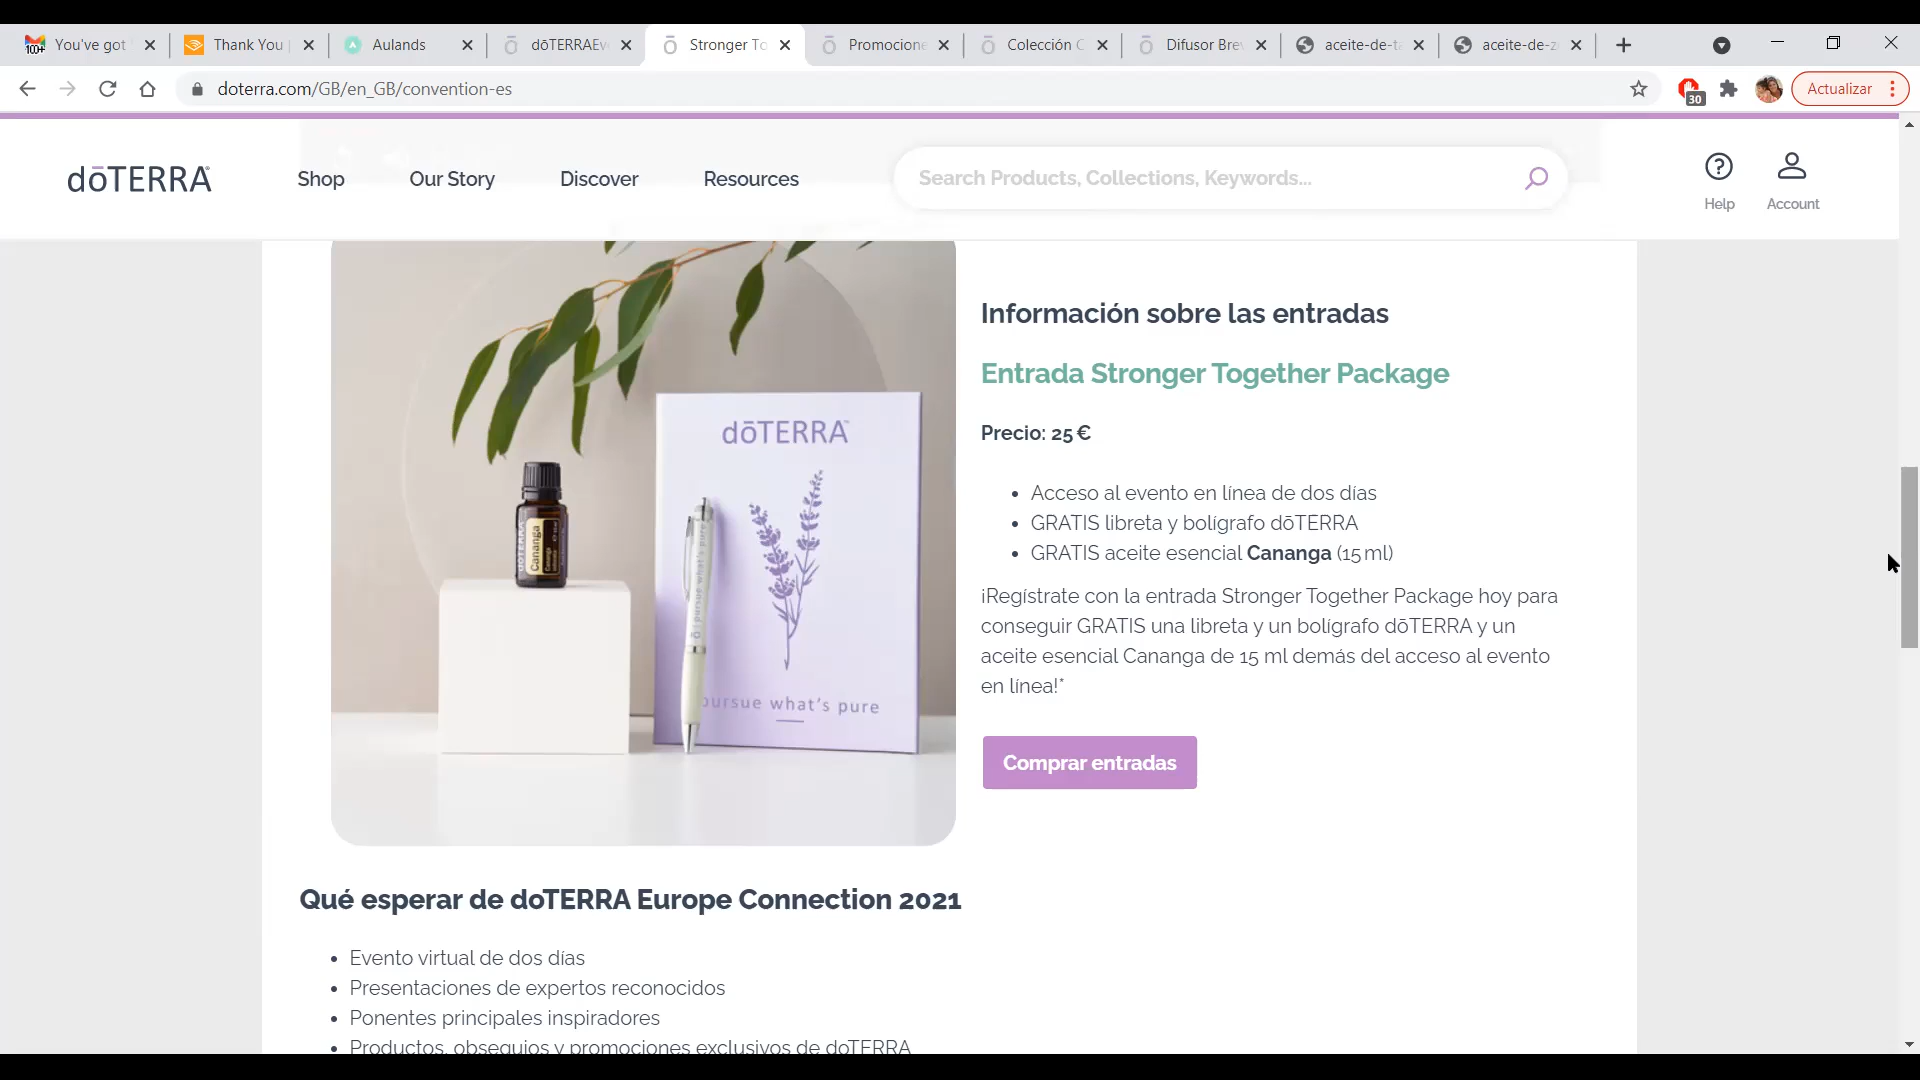 You've got
Thank You
Aulands
dōTERRAEv
Stronger To
Promocione
Colección C
Difusor Bre
aceite-de-ta
aceite-de-z
doterra.com/GB/en_GB/convention-es
30
Actualizar
dōTERRA
Shop
Our Story
Discover
Resources
Search Products, Collections, Keywords...
Help
Account
dōTERRA
Cananga
pursue what's pure
pursue what's pure
Información sobre las entradas
Entrada Stronger Together Package
Precio: 25 €
• Acceso al evento en línea de dos días
• GRATIS libreta y bolígrafo dōTERRA
• GRATIS aceite esencial Cananga (15 ml)
¡Regístrate con la entrada Stronger Together Package hoy para
conseguir GRATIS una libreta y un bolígrafo dōTERRA y un
aceite esencial Cananga de 15 ml demás del acceso al evento
en línea!*
Comprar entradas
Qué esperar de doTERRA Europe Connection 2021
• Evento virtual de dos días
• Presentaciones de expertos reconocidos
• Ponentes principales inspiradores
• Productos, obsequios y promociones exclusivos de doTERRA